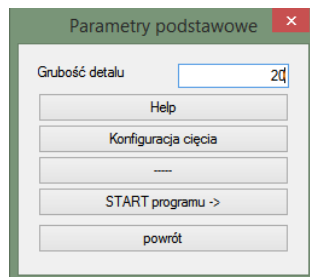 Parametry podstawowe
Grubość detalu 20
Help
Konfiguracja cięcia
-----
START programu ->
powrót